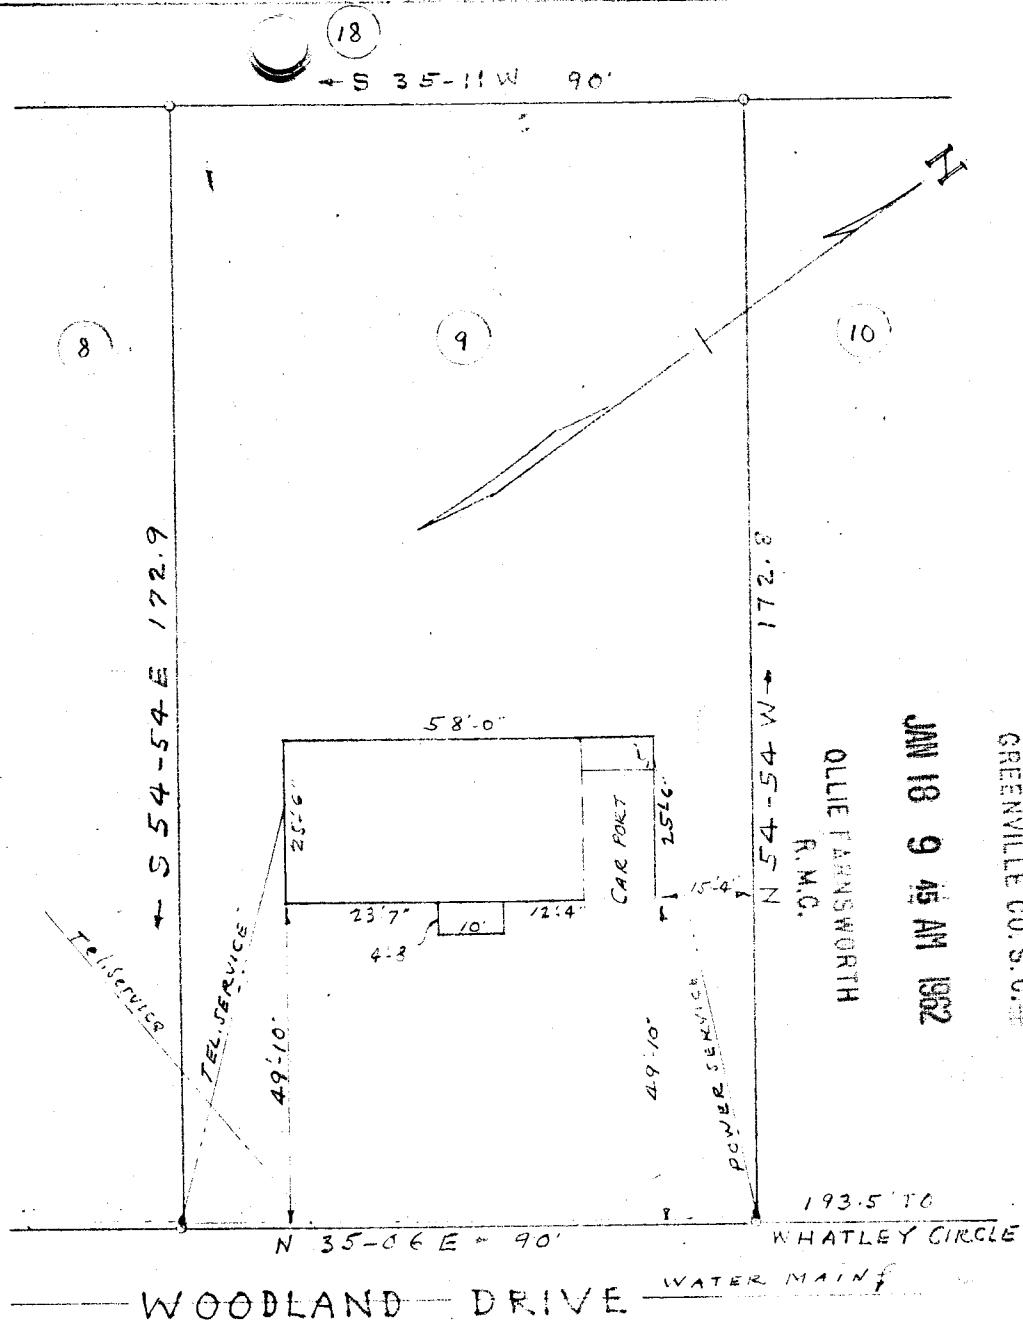 18
← S 35-11 W 90'
N
8
9
10
← S 54-54 E 172.9
N 54-54 W → 172.8
58'-0"
5'
25'-6"
25'-6"
CAR PORT
15'-4"
23'7"
10'
12'-4"
4-3
Tel. Service
TEL. SERVICE
49'-10"
49'-10"
POWER SERVICE
GREENVILLE CO. S. C.
JAN 18 9 45 AM 1962
OLLIE FARNSWORTH
R.M.C.
193.5' TO
WHATLEY CIRCLE
N 35-06 E - 90'
WATER MAIN
WOODLAND DRIVE